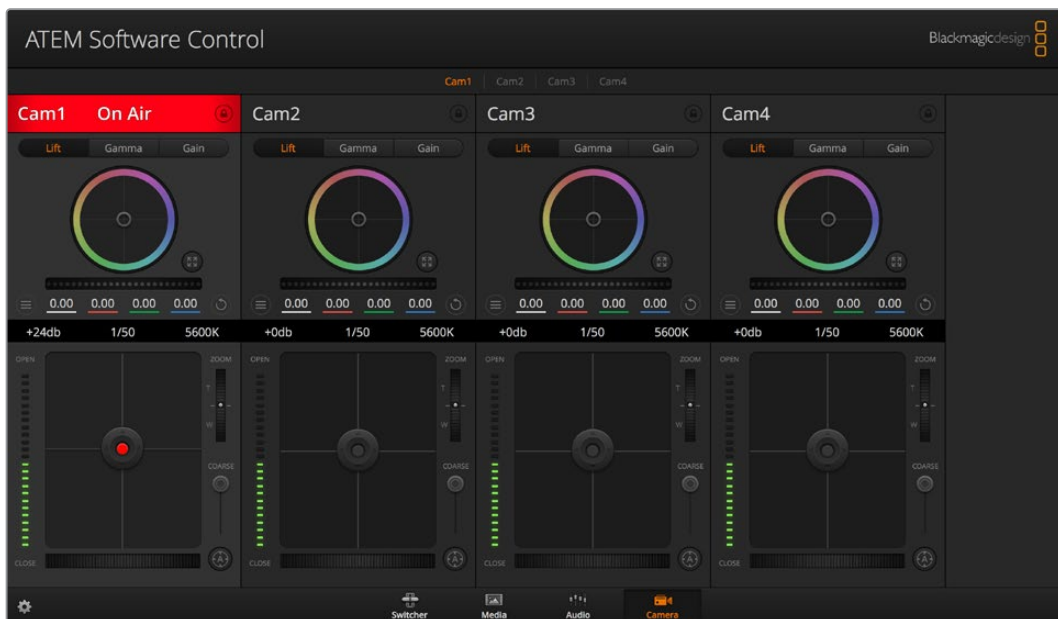 ATEM Software Control
Blackmagicdesign
Cam1 Cam2 Cam3 Cam4
Cam1 On Air Cam2 Cam3 Cam4
Lift Gamma Gain Lift Gamma Gain Lift Gamma Gain Lift Gamma Gain
0.00 0.00 0.00 0.00 0.00 0.00 0.00 0.00 0.00 0.00 0.00 0.00 0.00 0.00 0.00 0.00
+24db 1/50 5600K +0db 1/50 5600K +0db 1/50 5600K +0db 1/50 5600K
OPEN ZOOM OPEN ZOOM OPEN ZOOM OPEN ZOOM
T T T T
W W W W
COARSE COARSE COARSE COARSE
CLOSE A CLOSE A CLOSE A CLOSE A
Switcher Media Audio Camera